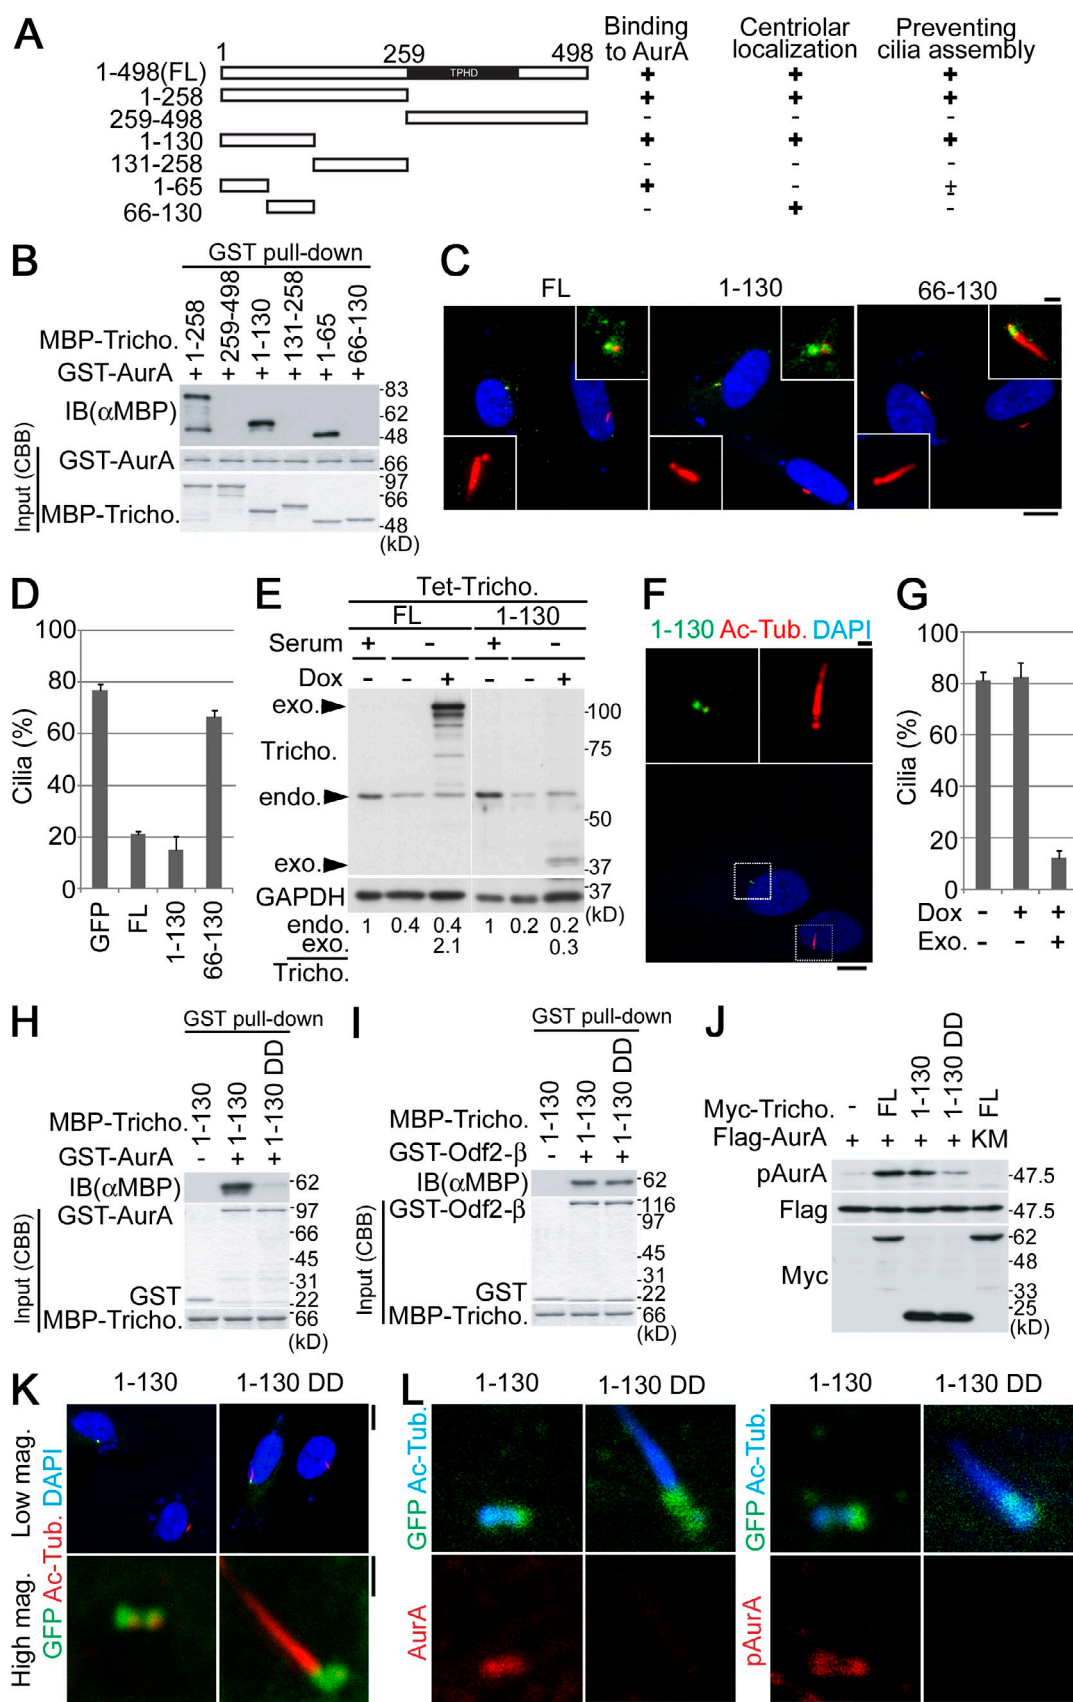 A
Binding to AurA
Centriolar localization
Preventing cilia assembly
1 259 498
1-498(FL) TPHD + + +
1-258 + + +
259-498 - - -
1-130 + + +
131-258 - - -
1-65 + - ±
66-130 - + -
B
GST pull-down
MBP-Tricho. 1-258 259-498 1-130 131-258 1-65 66-130
GST-AurA + + + + + +
IB(αMBP) -83 -62 -48
Input (CBB)
GST-AurA -66
MBP-Tricho. -97 -66 -48
(kD)
C
FL 1-130 66-130
D
Cilia (%)
100
80
60
40
20
0
GFP FL 1-130 66-130
E
Tet-Tricho.
FL 1-130
Serum + - + -
Dox - - + - - +
exo. -100
Tricho. -75
endo. -50
exo. -37
GAPDH -37
(kD)
endo. 1 0.4 0.4 1 0.2 0.2
exo. 2.1 0.3
Tricho.
F
1-130 Ac-Tub. DAPI
G
Cilia (%)
100
80
60
40
20
0
Dox - + +
Exo. - - +
H
GST pull-down
MBP-Tricho. 1-130 1-130 1-130 DD
GST-AurA - + +
IB(αMBP) -62
Input (CBB)
GST-AurA -97
-66
-45
-31
GST -22
MBP-Tricho. -66
(kD)
I
GST pull-down
MBP-Tricho. 1-130 1-130 1-130 DD
GST-Odf2-β - + +
IB(αMBP) -62
Input (CBB)
GST-Odf2-β -116
-97
-45
-31
GST -22
MBP-Tricho. -66
(kD)
J
Myc-Tricho. - FL 1-130 1-130 DD FL
Flag-AurA + + + + KM
pAurA -47.5
Flag -47.5
Myc -62
-48
-33
-25
(kD)
K
1-130 1-130 DD
Low mag.
High mag.
GFP Ac-Tub. DAPI
L
1-130 1-130 DD 1-130 1-130 DD
GFP Ac-Tub.
AurA
GFP Ac-Tub.
pAurA